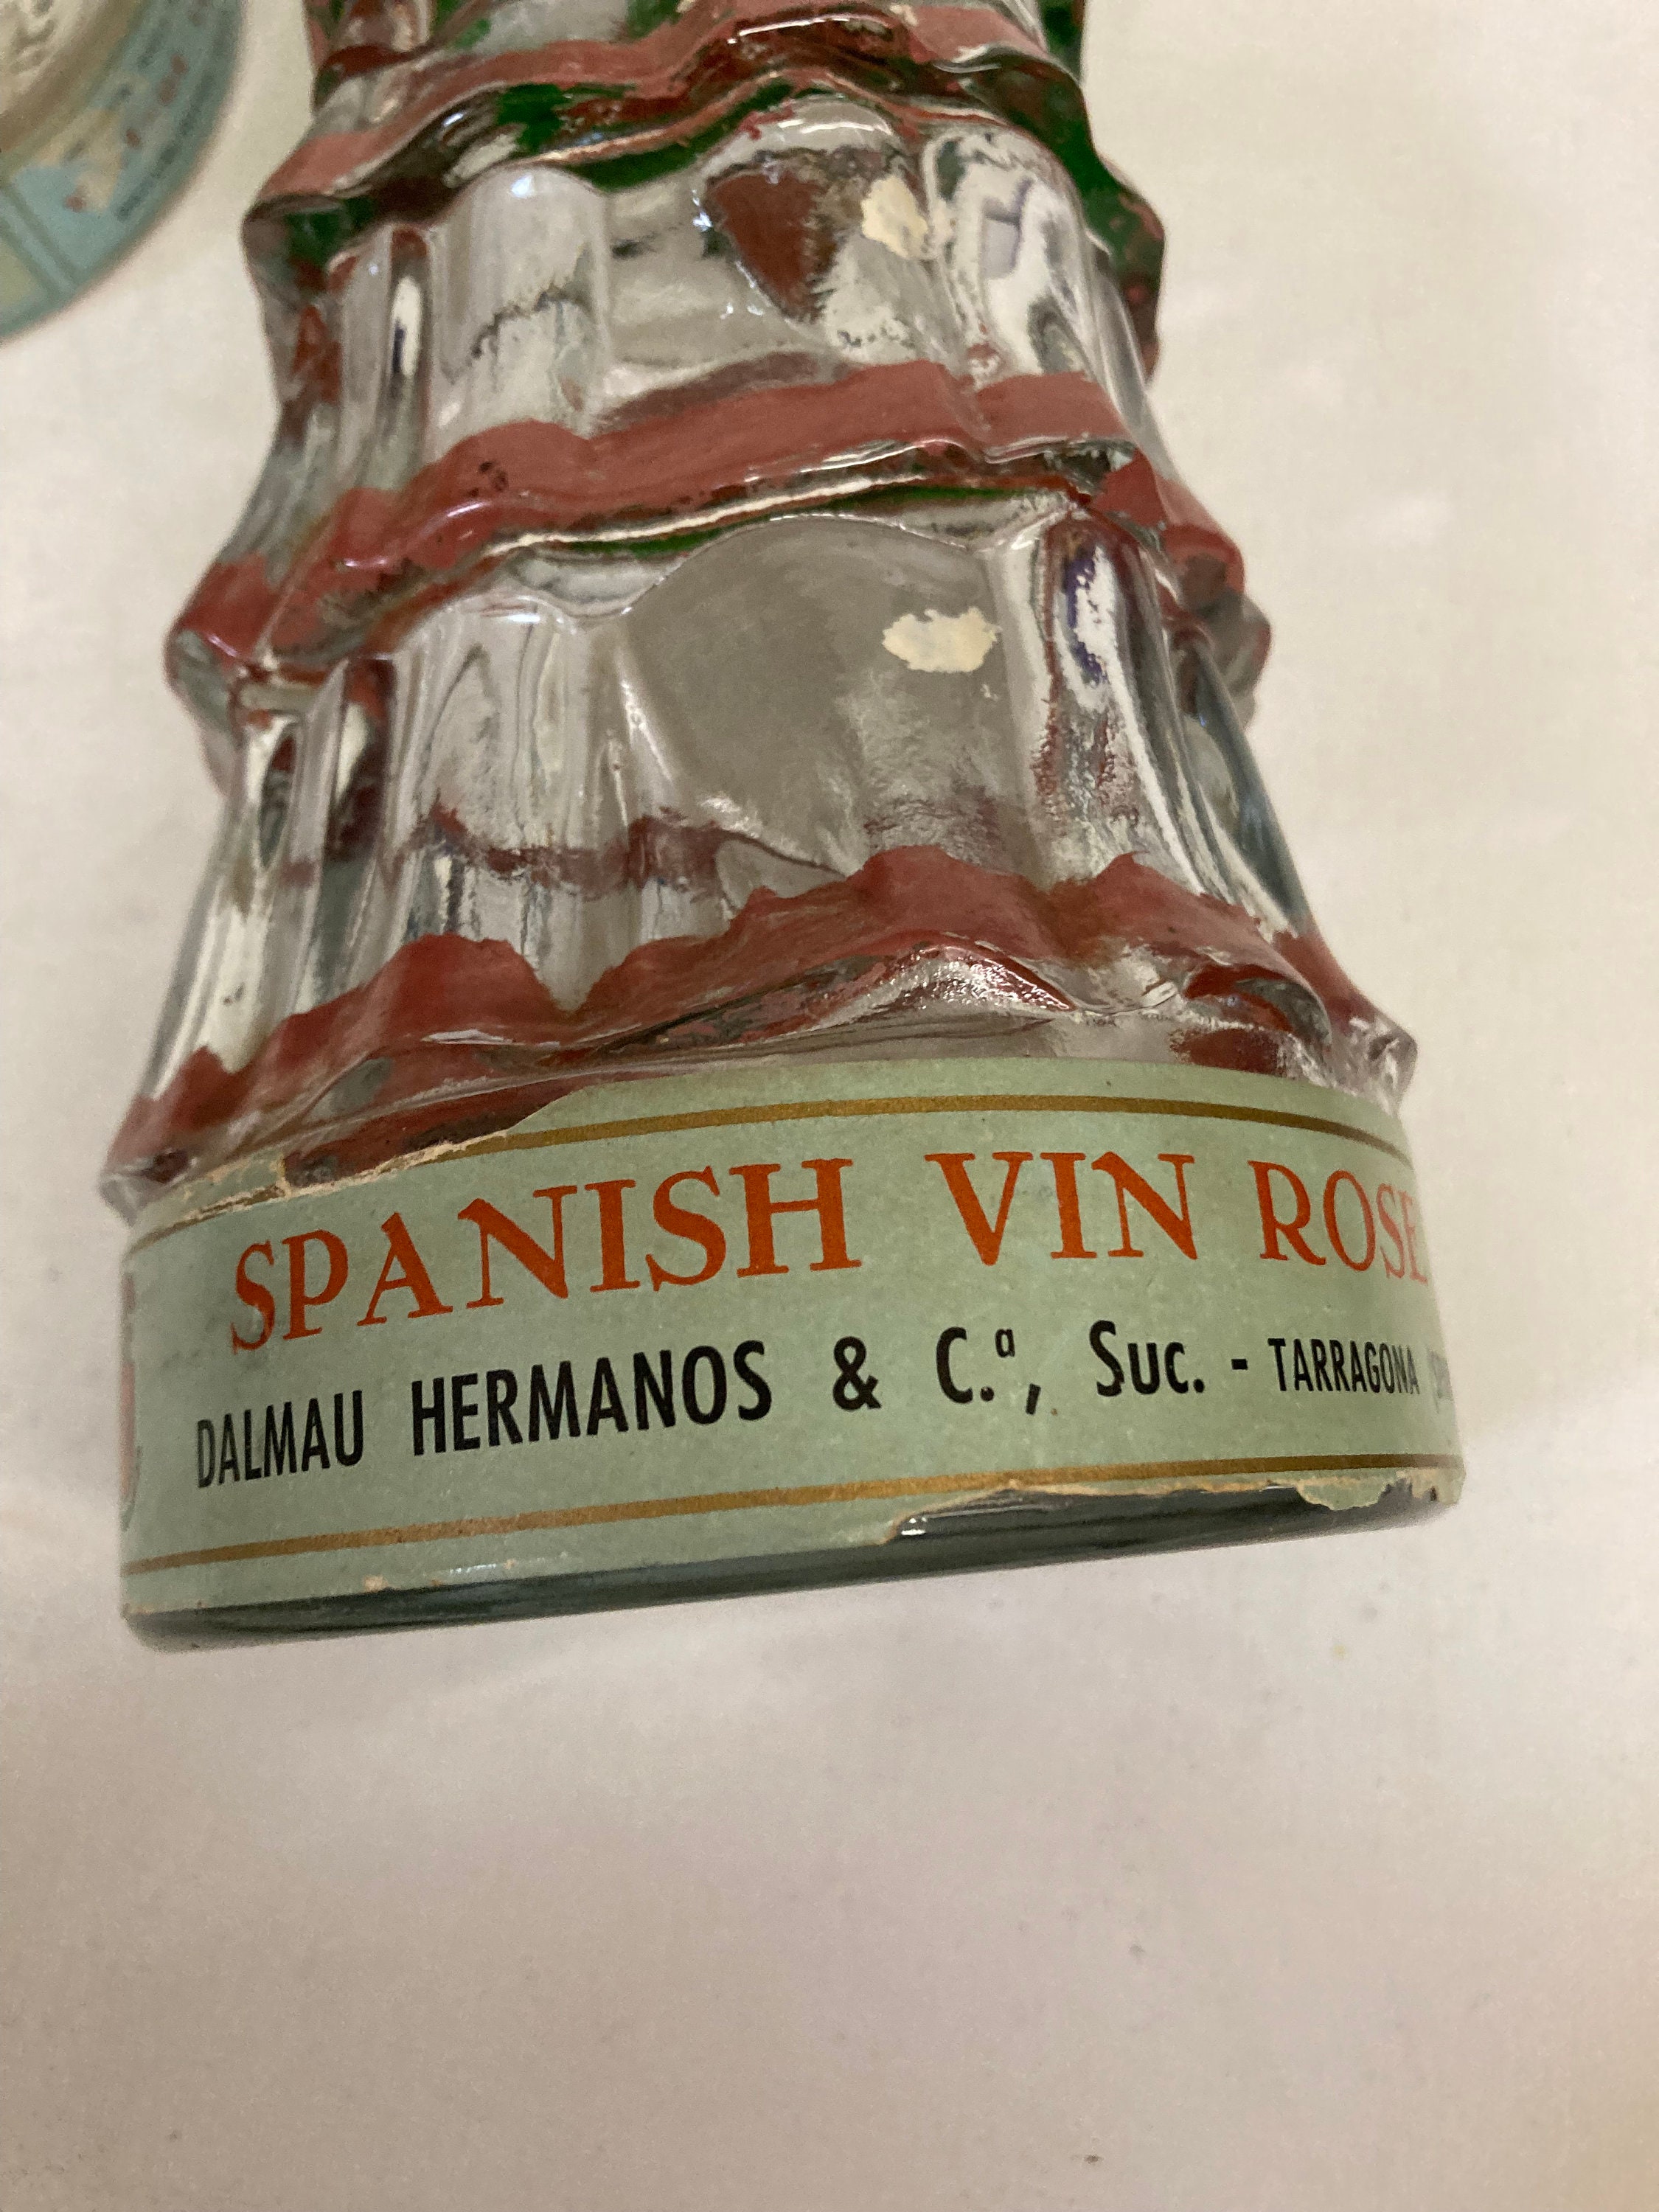 SPANISH VIN ROSE
DALMAU HERMANOS & C.ª, Suc. - TARRAGONA